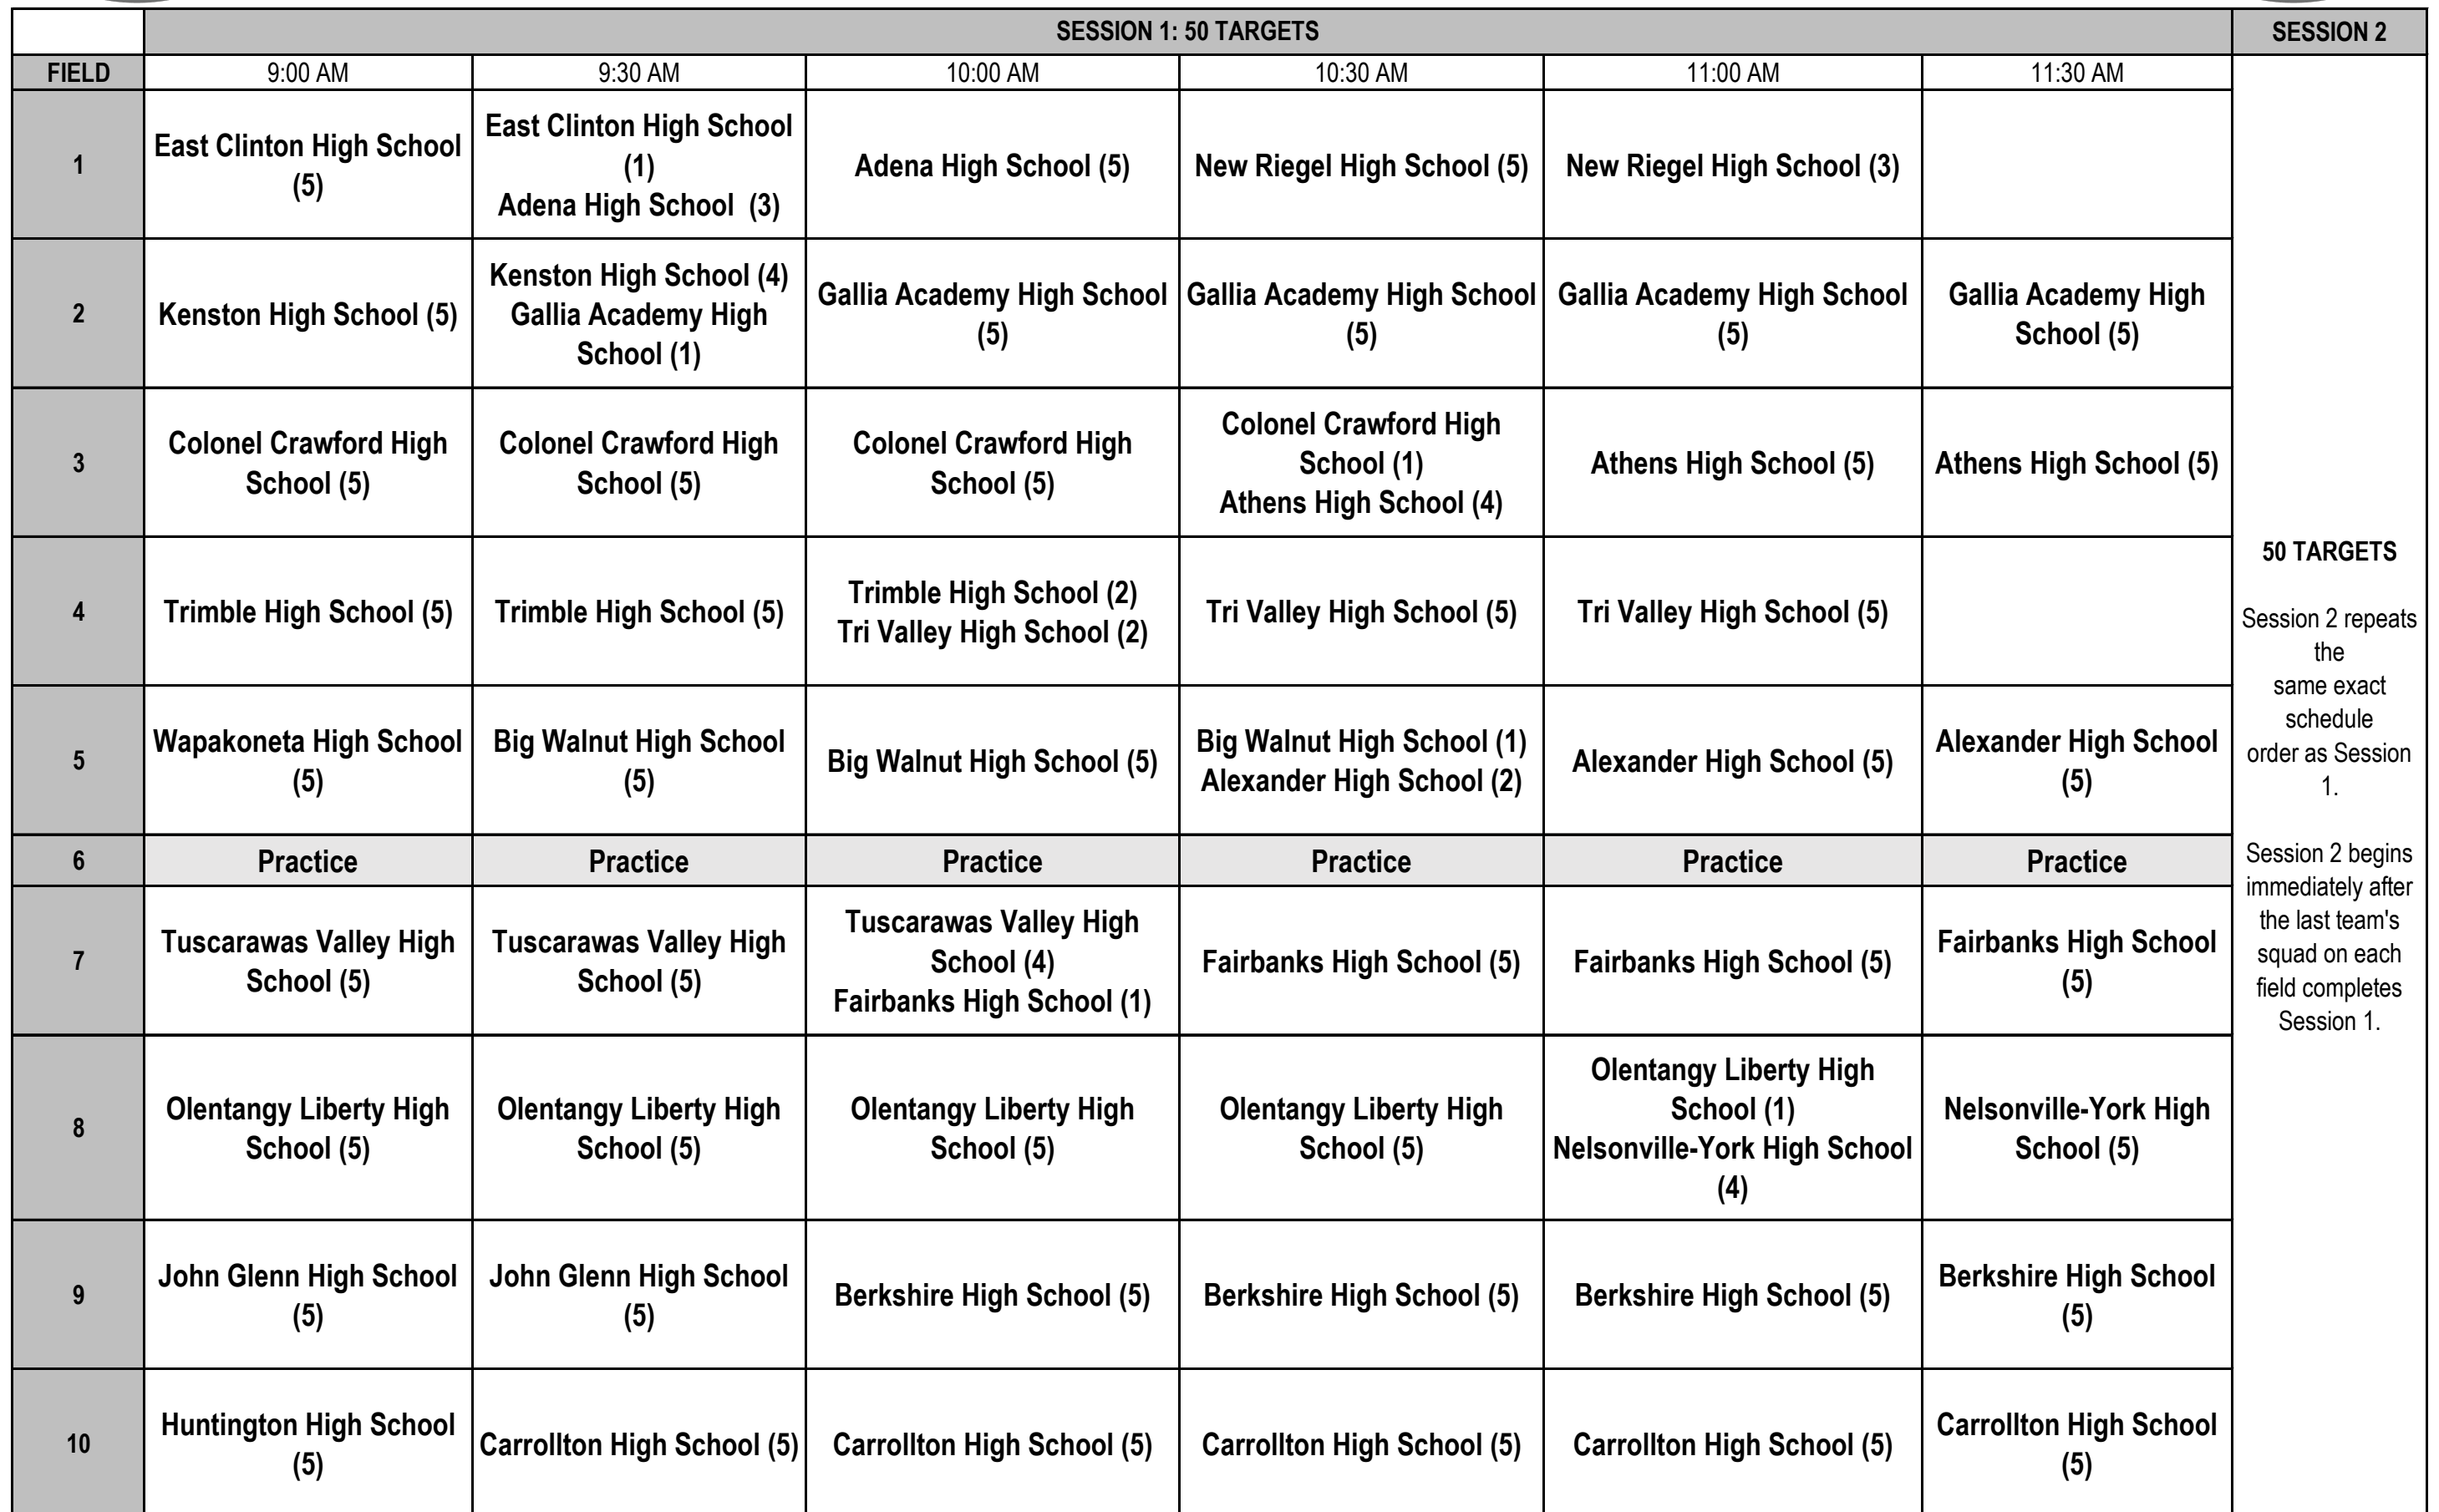 SESSION 1: 50 TARGETS
SESSION 2
FIELD
9:00 AM
9:30 AM
10:00 AM
10:30 AM
11:00 AM
11:30 AM
1
East Clinton High School
(5)
East Clinton High School
(1)
Adena High School  (3)
Adena High School (5)
New Riegel High School (5)
New Riegel High School (3)
2
Kenston High School (5)
Kenston High School (4)
Gallia Academy High
School (1)
Gallia Academy High School
(5)
Gallia Academy High School
(5)
Gallia Academy High School
(5)
Gallia Academy High
School (5)
3
Colonel Crawford High
School (5)
Colonel Crawford High
School (5)
Colonel Crawford High
School (5)
Colonel Crawford High
School (1)
Athens High School (4)
Athens High School (5)
Athens High School (5)
4
Trimble High School (5)
Trimble High School (5)
Trimble High School (2)
Tri Valley High School (2)
Tri Valley High School (5)
Tri Valley High School (5)
5
Wapakoneta High School
(5)
Big Walnut High School
(5)
Big Walnut High School (5)
Big Walnut High School (1)
Alexander High School (2)
Alexander High School (5)
Alexander High School
(5)
6
Practice
Practice
Practice
Practice
Practice
Practice
7
Tuscarawas Valley High
School (5)
Tuscarawas Valley High
School (5)
Tuscarawas Valley High
School (4)
Fairbanks High School (1)
Fairbanks High School (5)
Fairbanks High School (5)
Fairbanks High School
(5)
8
Olentangy Liberty High
School (5)
Olentangy Liberty High
School (5)
Olentangy Liberty High
School (5)
Olentangy Liberty High
School (5)
Olentangy Liberty High
School (1)
Nelsonville-York High School
(4)
Nelsonville-York High
School (5)
9
John Glenn High School
(5)
John Glenn High School
(5)
Berkshire High School (5)
Berkshire High School (5)
Berkshire High School (5)
Berkshire High School
(5)
10
Huntington High School
(5)
Carrollton High School (5)
Carrollton High School (5)
Carrollton High School (5)
Carrollton High School (5)
Carrollton High School
(5)
50 TARGETS
Session 2 repeats
the
same exact
schedule
order as Session
1.
Session 2 begins
immediately after
the last team's
squad on each
field completes
Session 1.